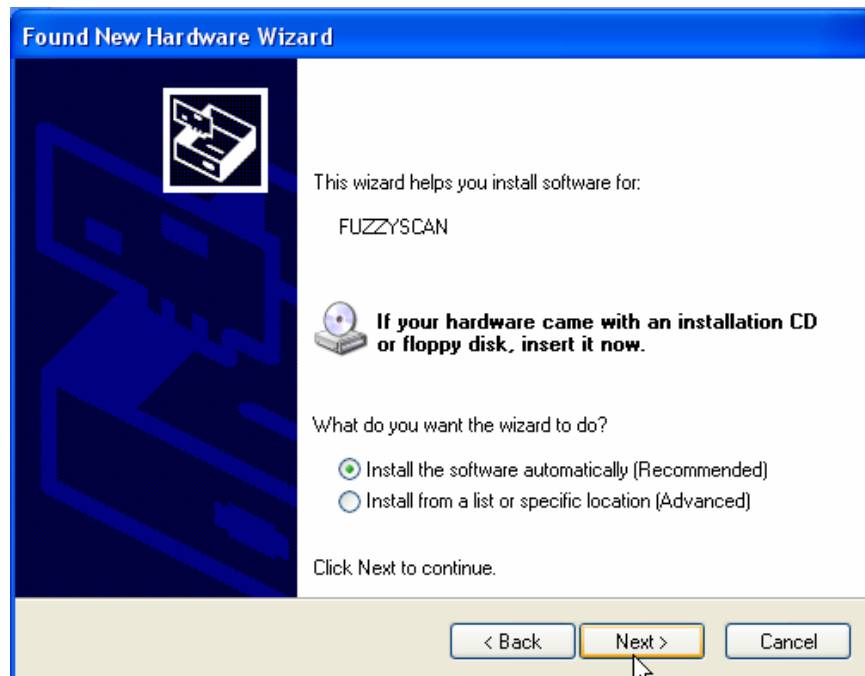 Found New Hardware Wizard
This wizard helps you install software for:
FUZZYSCAN
If your hardware came with an installation CD
or floppy disk, insert it now.
What do you want the wizard to do?
Install the software automatically (Recommended)
Install from a list or specific location (Advanced)
Click Next to continue.
< Back Next > Cancel